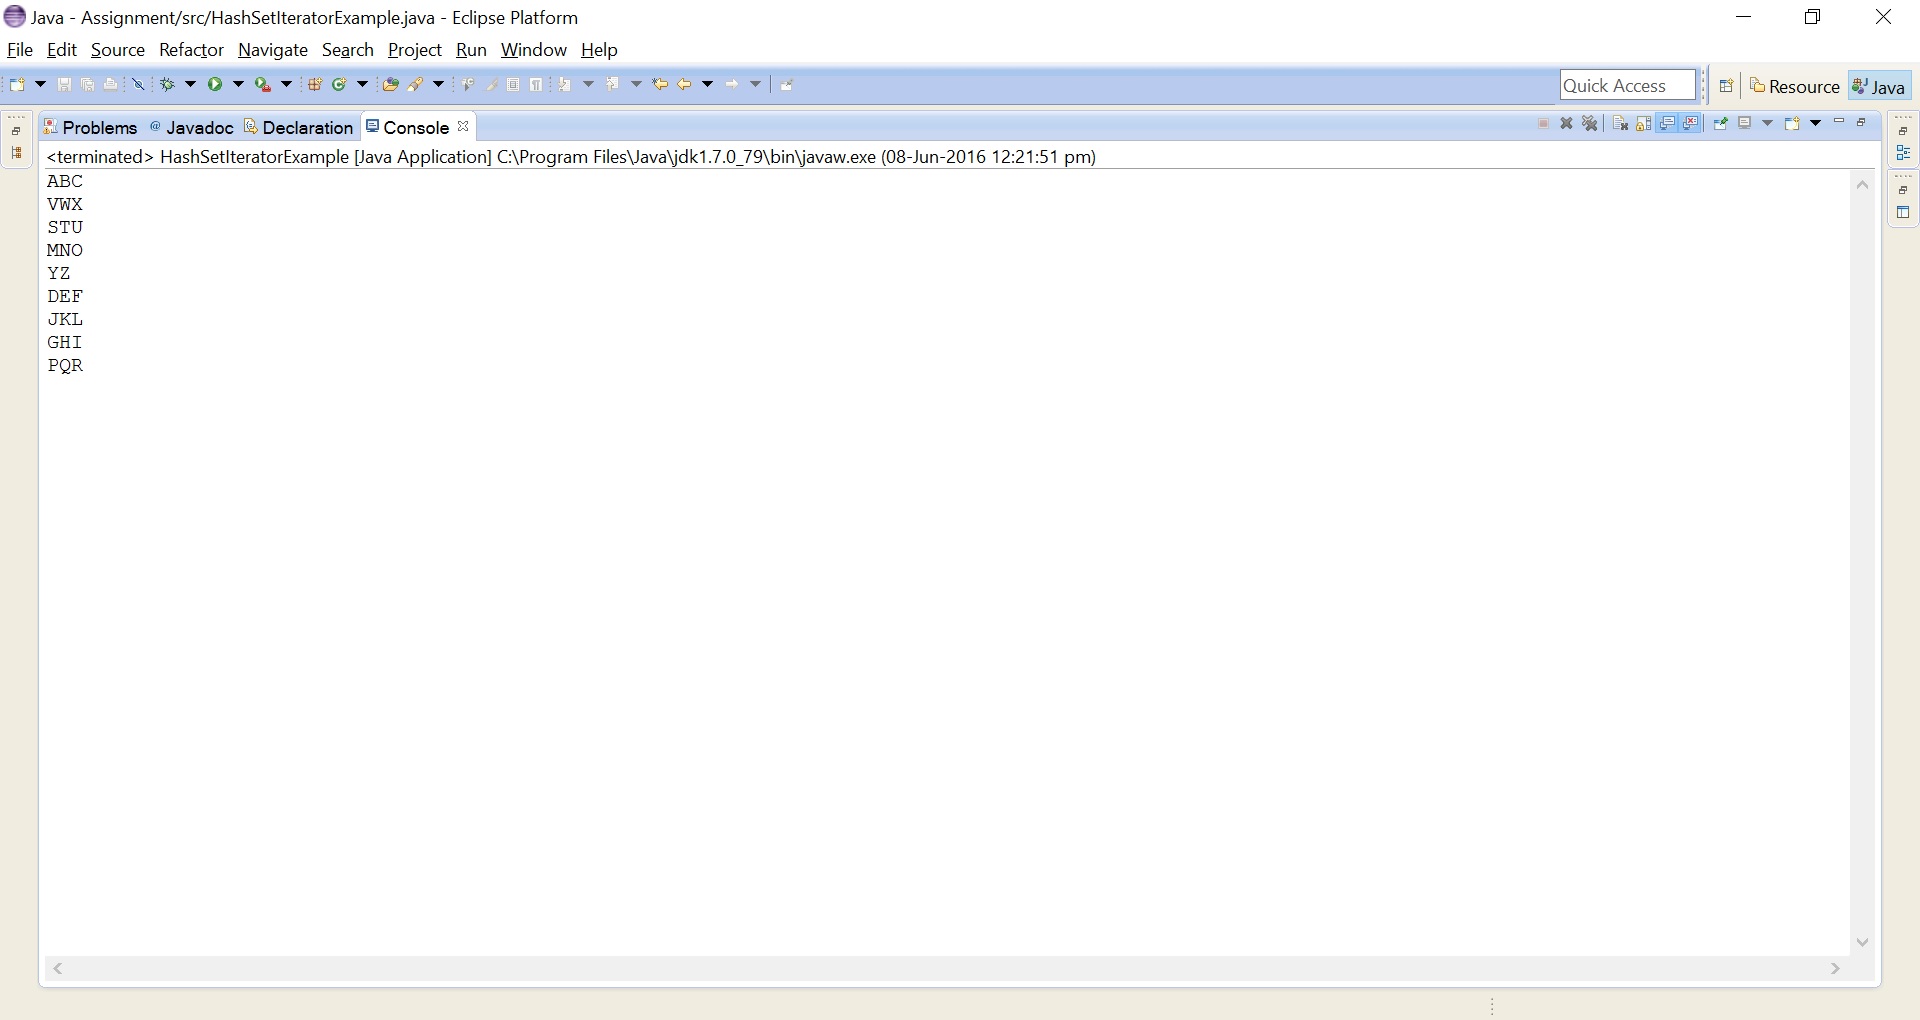 Java - Assignment/src/HashSetIteratorExample.java - Eclipse Platform
File Edit Source Refactor Navigate Search Project Run Window Help
Quick Access Resource Java
Problems @ Javadoc Declaration Console
<terminated> HashSetIteratorExample [Java Application] C:\Program Files\Java\jdk1.7.0_79\bin\javaw.exe (08-Jun-2016 12:21:51 pm)
ABC
VWX
STU
MNO
YZ
DEF
JKL
GHI
PQR